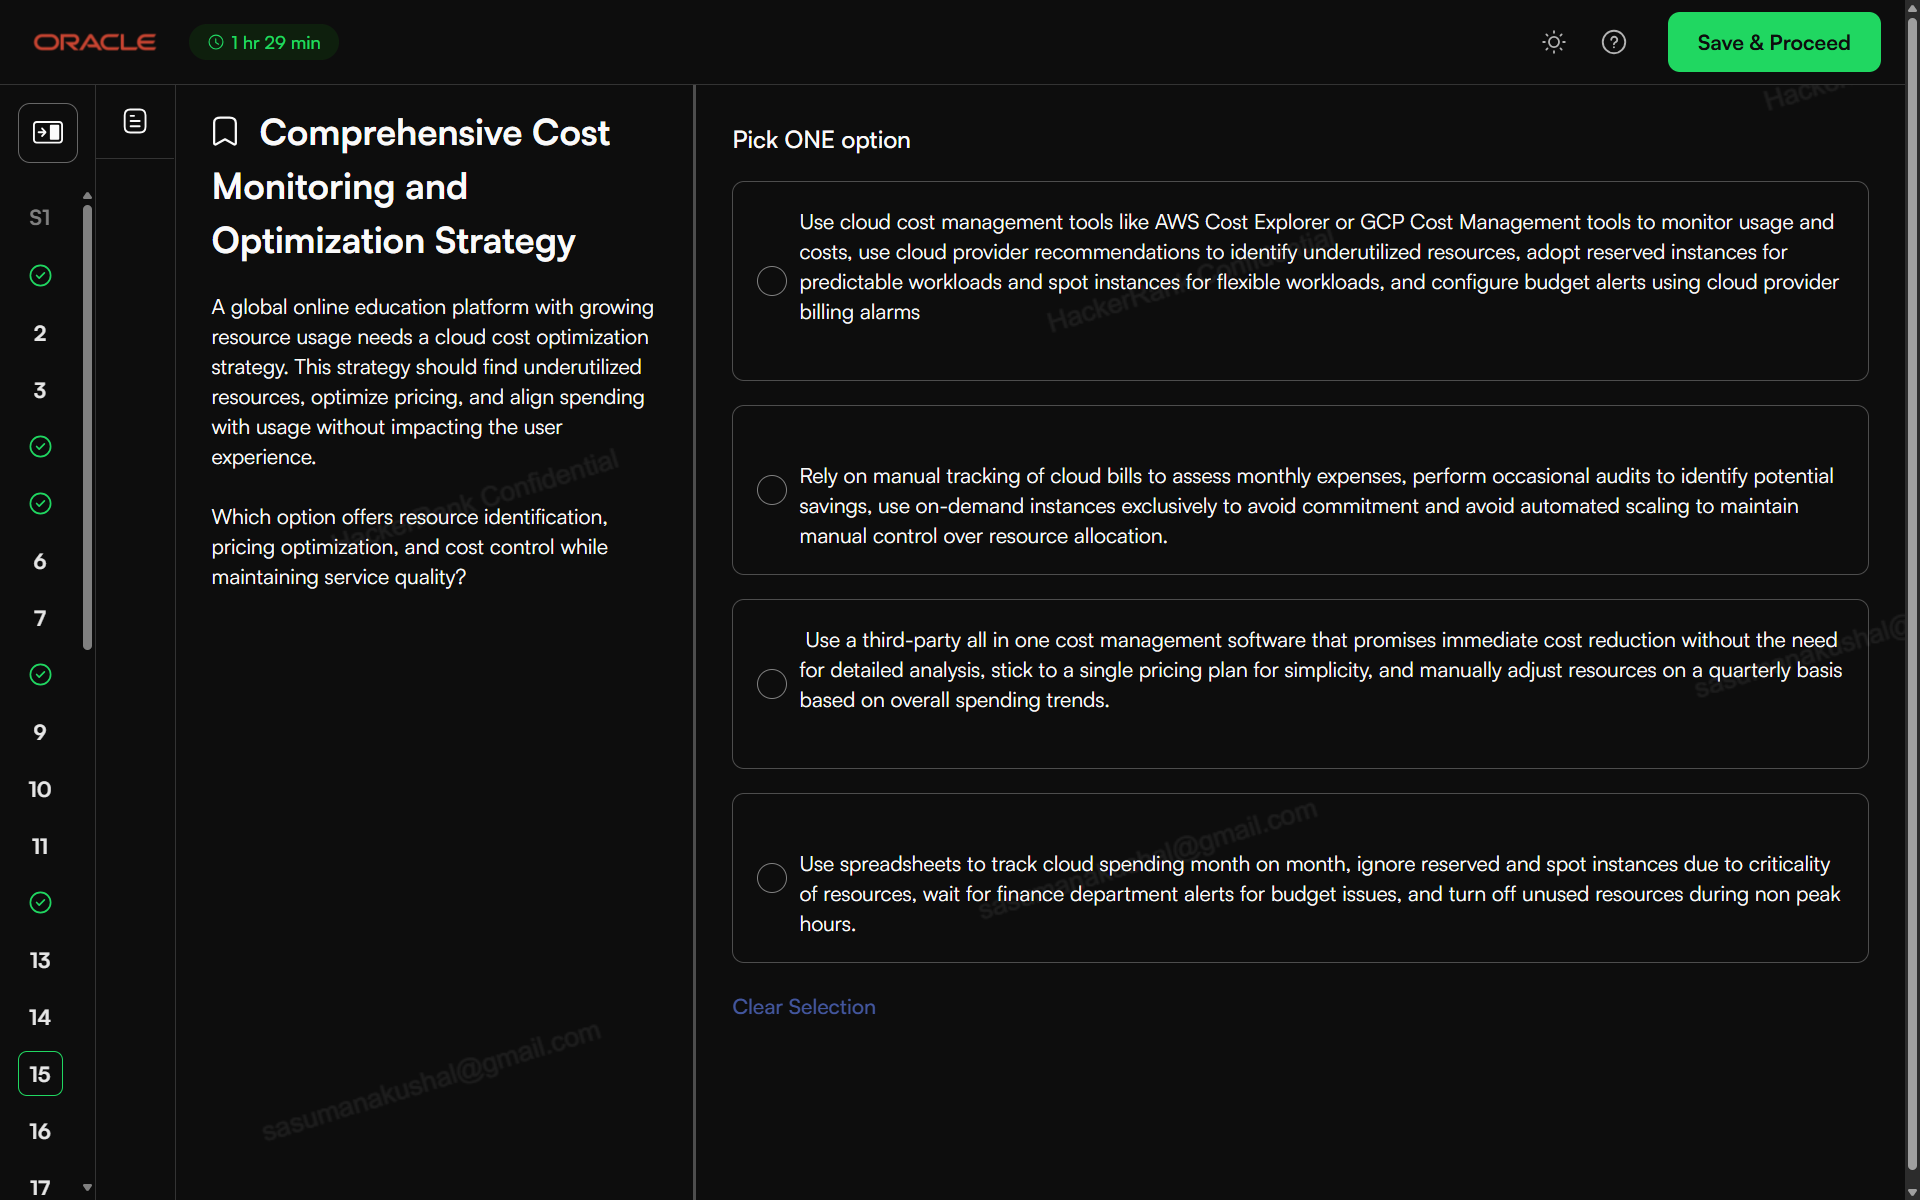 ORACLE
1 hr 29 min
Save & Proceed
S1
2
3
6
7
9
10
11
13
14
15
16
17
Comprehensive Cost
Monitoring and
Optimization Strategy
A global online education platform with growing
resource usage needs a cloud cost optimization
strategy. This strategy should find underutilized
resources, optimize pricing, and align spending
with usage without impacting the user
experience.
Which option offers resource identification,
pricing optimization, and cost control while
maintaining service quality?
HackerRank Confidential
sasumanakushal@gmail.com
Pick ONE option
Use cloud cost management tools like AWS Cost Explorer or GCP Cost Management tools to monitor usage and
costs, use cloud provider recommendations to identify underutilized resources, adopt reserved instances for
predictable workloads and spot instances for flexible workloads, and configure budget alerts using cloud provider
billing alarms
HackerRank Confidential
Rely on manual tracking of cloud bills to assess monthly expenses, perform occasional audits to identify potential
savings, use on-demand instances exclusively to avoid commitment and avoid automated scaling to maintain
manual control over resource allocation.
Use a third-party all in one cost management software that promises immediate cost reduction without the need
for detailed analysis, stick to a single pricing plan for simplicity, and manually adjust resources on a quarterly basis
based on overall spending trends.
sasumanakushal@
Use spreadsheets to track cloud spending month on month, ignore reserved and spot instances due to criticality
of resources, wait for finance department alerts for budget issues, and turn off unused resources during non peak
hours.
sasumanakushal@gmail.com
Clear Selection